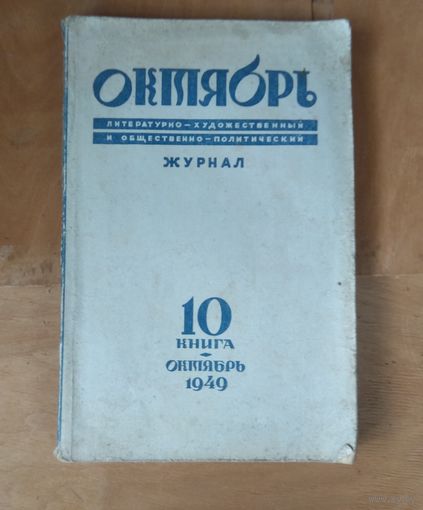 ОКТЯБРЬ
ЛИТЕРАТУРНО-ХУДОЖЕСТВЕННЫЙ
И ОБЩЕСТВЕННО-ПОЛИТИЧЕСКИЙ
ЖУРНАЛ
10
КНИГА
ОКТЯБРЬ
1949